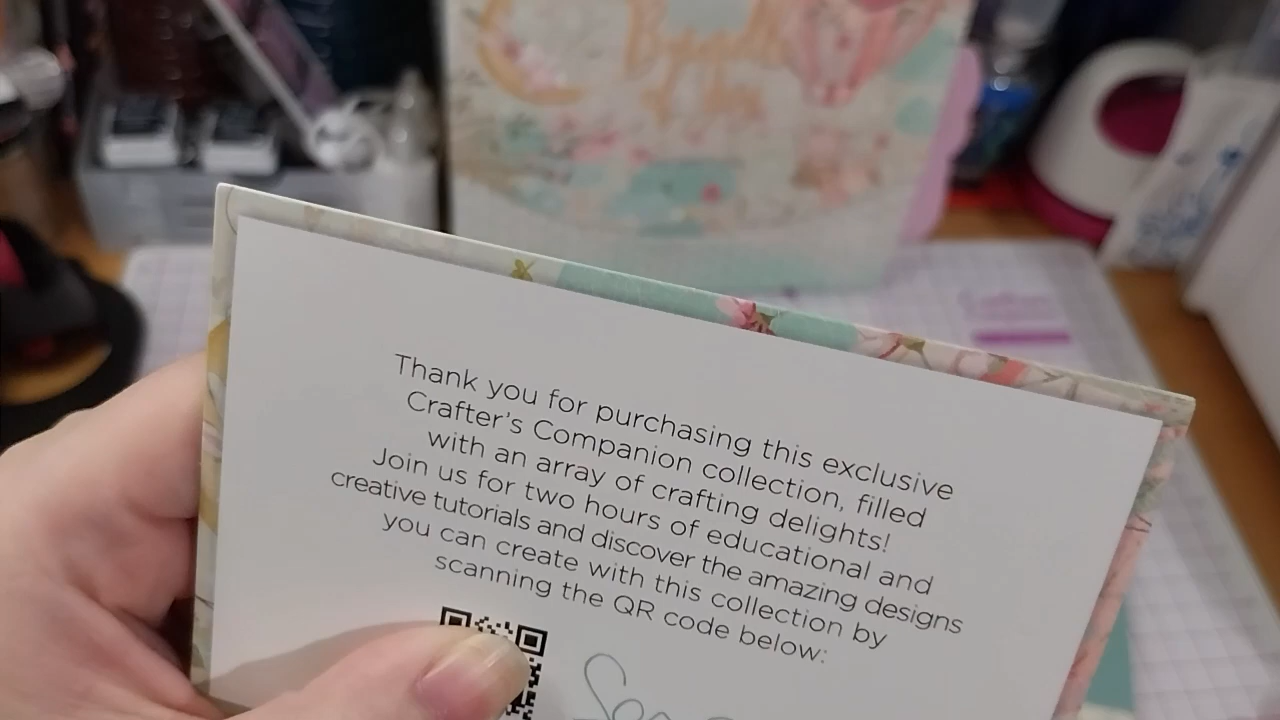 Thank you for purchasing this exclusive
Crafter's Companion collection, filled
with an array of crafting delights!
Join us for two hours of educational and
creative tutorials and discover the amazing designs
you can create with this collection by
scanning the QR code below: